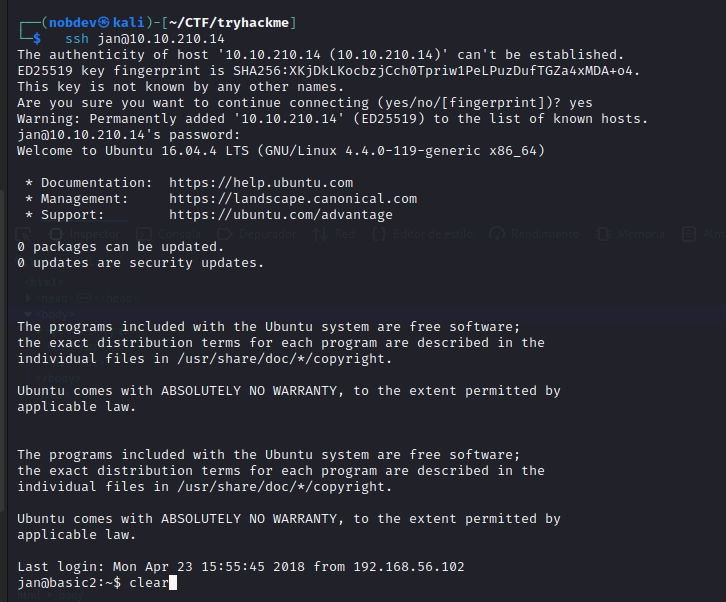 ┌──(nobdev㉿kali)-[~/CTF/tryhackme]
└─$ ssh jan@10.10.210.14
The authenticity of host '10.10.210.14 (10.10.210.14)' can't be established.
ED25519 key fingerprint is SHA256:XKjDkLKocbzjCch0Tpriw1PeLPuzDufTGZa4xMDA+o4.
This key is not known by any other names.
Are you sure you want to continue connecting (yes/no/[fingerprint])? yes
Warning: Permanently added '10.10.210.14' (ED25519) to the list of known hosts.
jan@10.10.210.14's password:
Welcome to Ubuntu 16.04.4 LTS (GNU/Linux 4.4.0-119-generic x86_64)
* Documentation: https://help.ubuntu.com
* Management: https://landscape.canonical.com
* Support: https://ubuntu.com/advantage
Inspector Consola Depurador Red Editor de estilo Rendimiento Memoria
0 packages can be updated.
0 updates are security updates.
<body>
The programs included with the Ubuntu system are free software;
the exact distribution terms for each program are described in the
individual files in /usr/share/doc/*/copyright.
Ubuntu comes with ABSOLUTELY NO WARRANTY, to the extent permitted by
applicable law.
The programs included with the Ubuntu system are free software;
the exact distribution terms for each program are described in the
individual files in /usr/share/doc/*/copyright.
Ubuntu comes with ABSOLUTELY NO WARRANTY, to the extent permitted by
applicable law.
Last login: Mon Apr 23 15:55:45 2018 from 192.168.56.102
jan@basic2:~$ clear